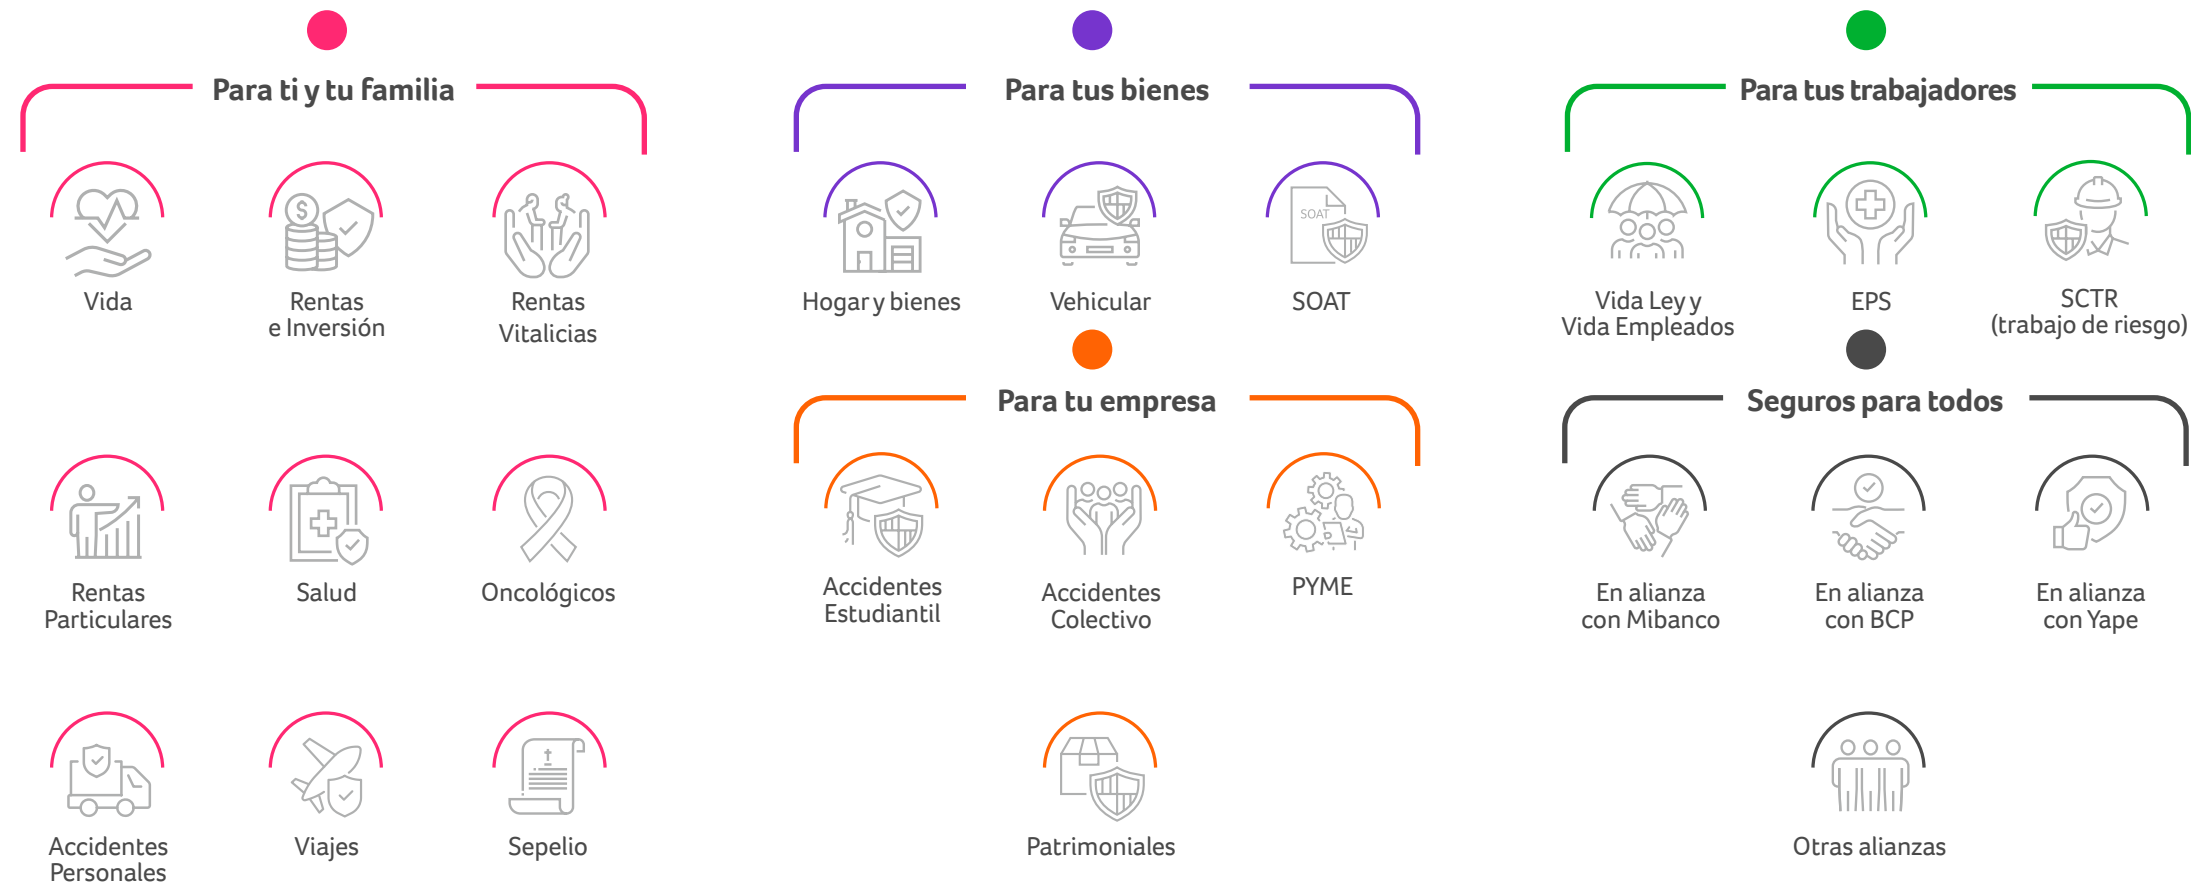 Para ti y tu familia
Vida
Rentas
e Inversión
Rentas
Vitalicias
Rentas
Particulares
Salud
Oncológicos
Accidentes
Personales
Viajes
Sepelio
Para tus bienes
Hogar y bienes
Vehicular
SOAT
SOAT
Para tu empresa
Accidentes
Estudiantil
Accidentes
Colectivo
PYME
Patrimoniales
Para tus trabajadores
Vida Ley y
Vida Empleados
EPS
SCTR
(trabajo de riesgo)
Seguros para todos
En alianza
con Mibanco
En alianza
con BCP
En alianza
con Yape
Otras alianzas